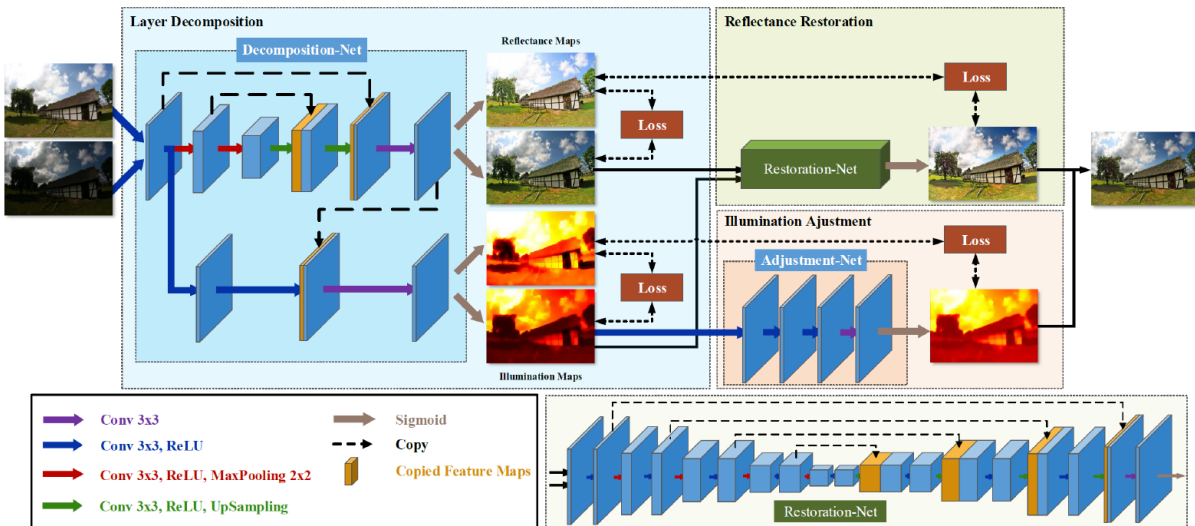 Layer Decomposition
Reflectance Restoration
Decomposition-Net
Reflectance Maps
Loss
Loss
Restoration-Net
Illumination Ajustment
Loss
Adjustment-Net
Loss
Illumination Maps
Conv 3x3
Sigmoid
Conv 3x3, ReLU
Copy
Conv 3x3, ReLU, MaxPooling 2x2
Copied Feature Maps
Conv 3x3, ReLU, UpSampling
Restoration-Net